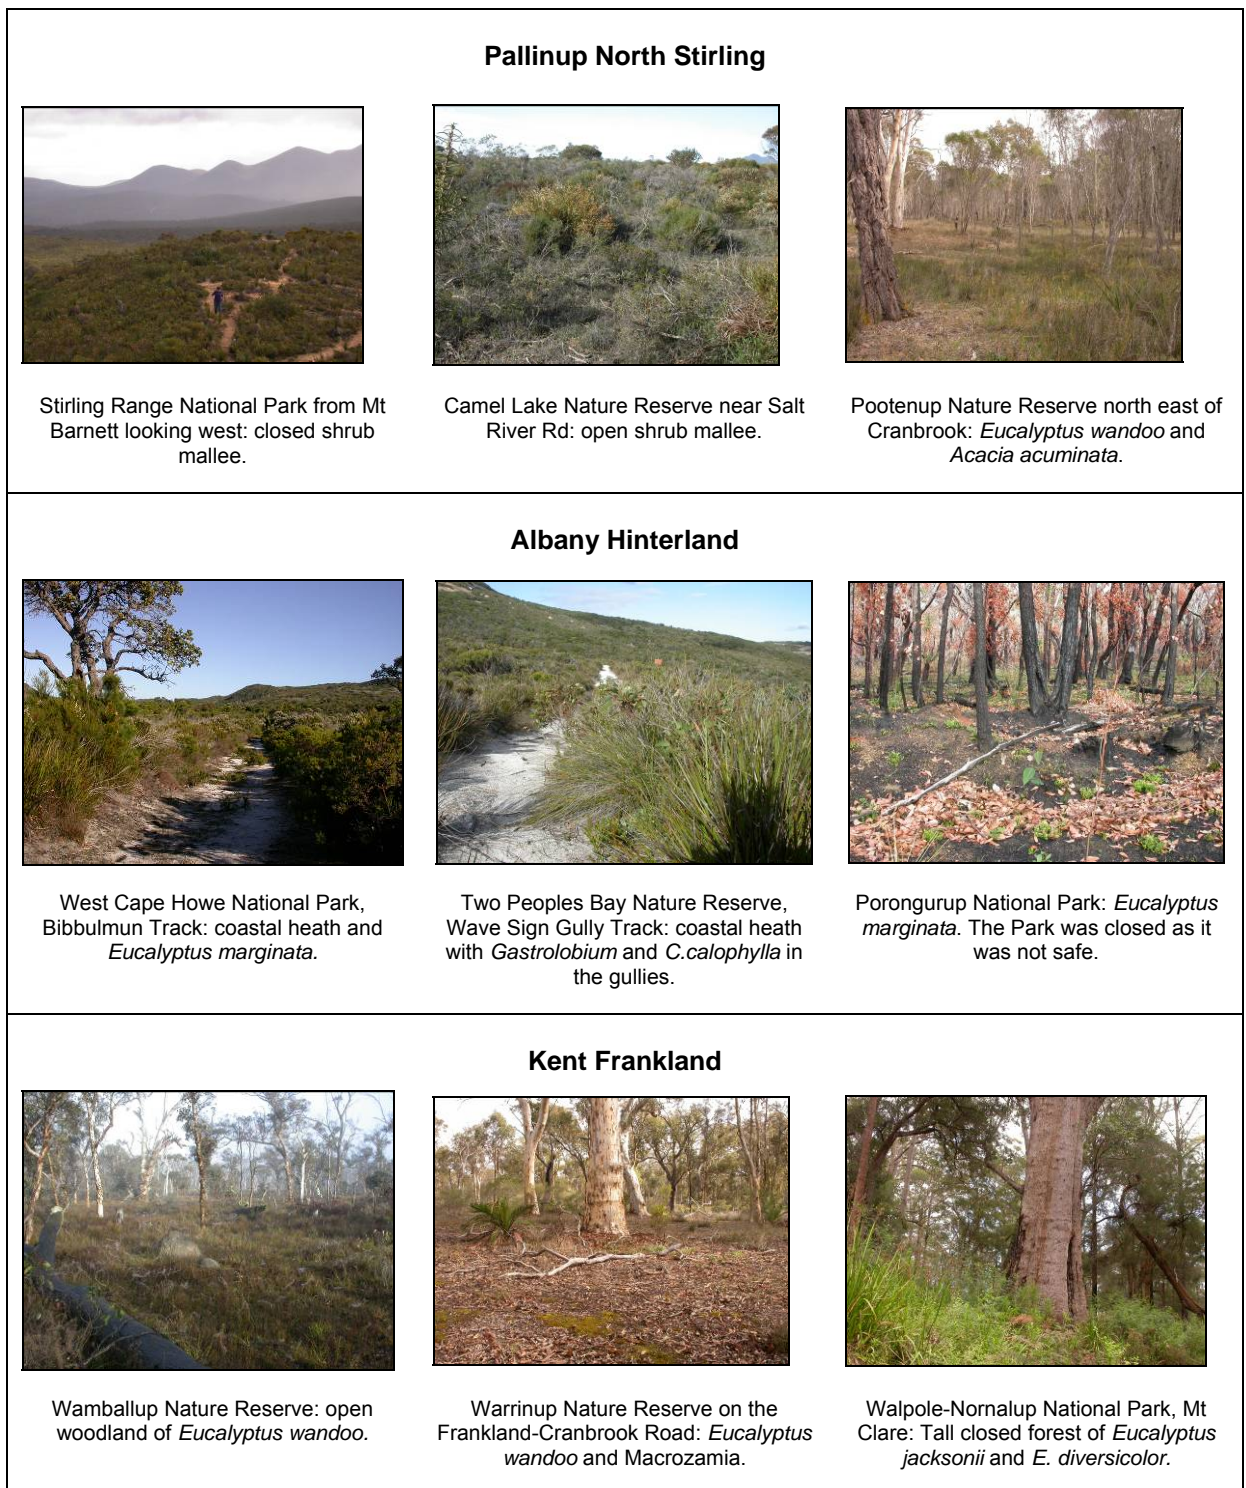 Pallinup North Stirling
Stirling Range National Park from Mt
Barnett looking west: closed shrub
mallee.
Camel Lake Nature Reserve near Salt
River Rd: open shrub mallee.
Pootenup Nature Reserve north east of
Cranbrook: Eucalyptus wandoo and
Acacia acuminata.
Albany Hinterland
West Cape Howe National Park,
Bibbulmun Track: coastal heath and
Eucalyptus marginata.
Two Peoples Bay Nature Reserve,
Wave Sign Gully Track: coastal heath
with Gastrolobium and C.calophylla in
the gullies.
Porongurup National Park: Eucalyptus
marginata. The Park was closed as it
was not safe.
Kent Frankland
Wamballup Nature Reserve: open
woodland of Eucalyptus wandoo.
Warrinup Nature Reserve on the
Frankland-Cranbrook Road: Eucalyptus
wandoo and Macrozamia.
Walpole-Nornalup National Park, Mt
Clare: Tall closed forest of Eucalyptus
jacksonii and E. diversicolor.